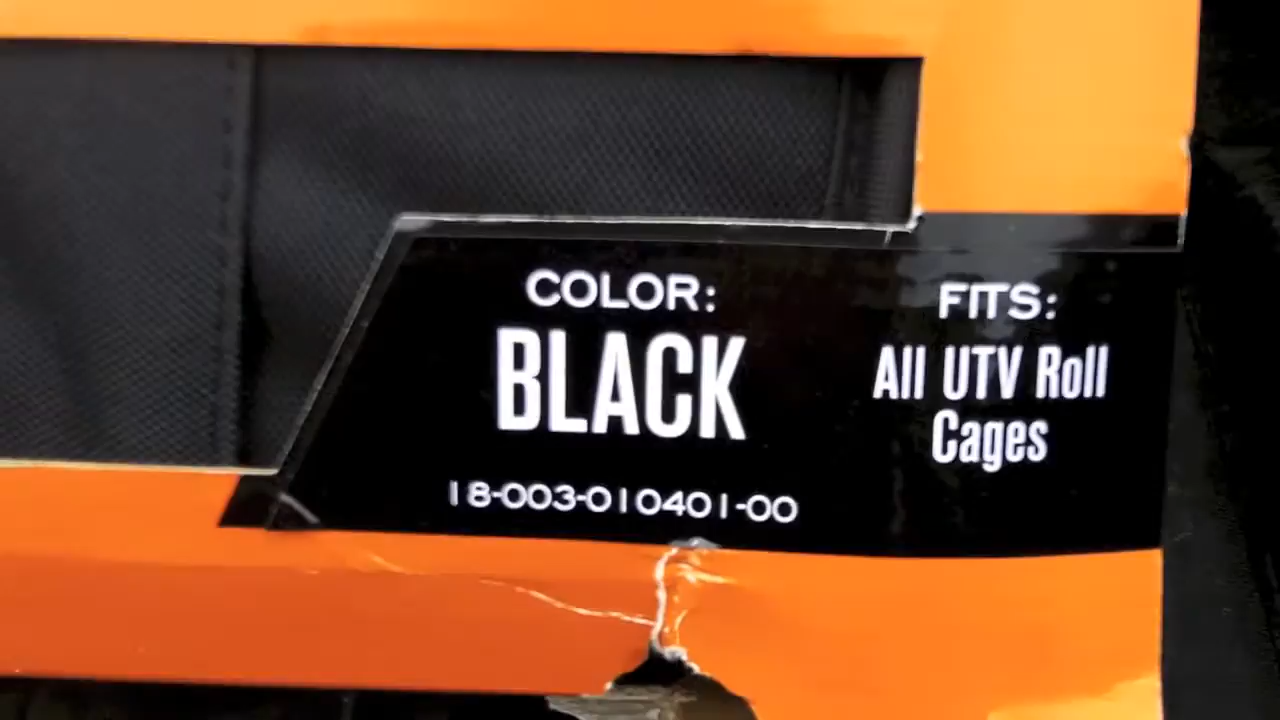 COLOR:
BLACK
18-003-010401-00
FITS:
All UTV Roll
Cages